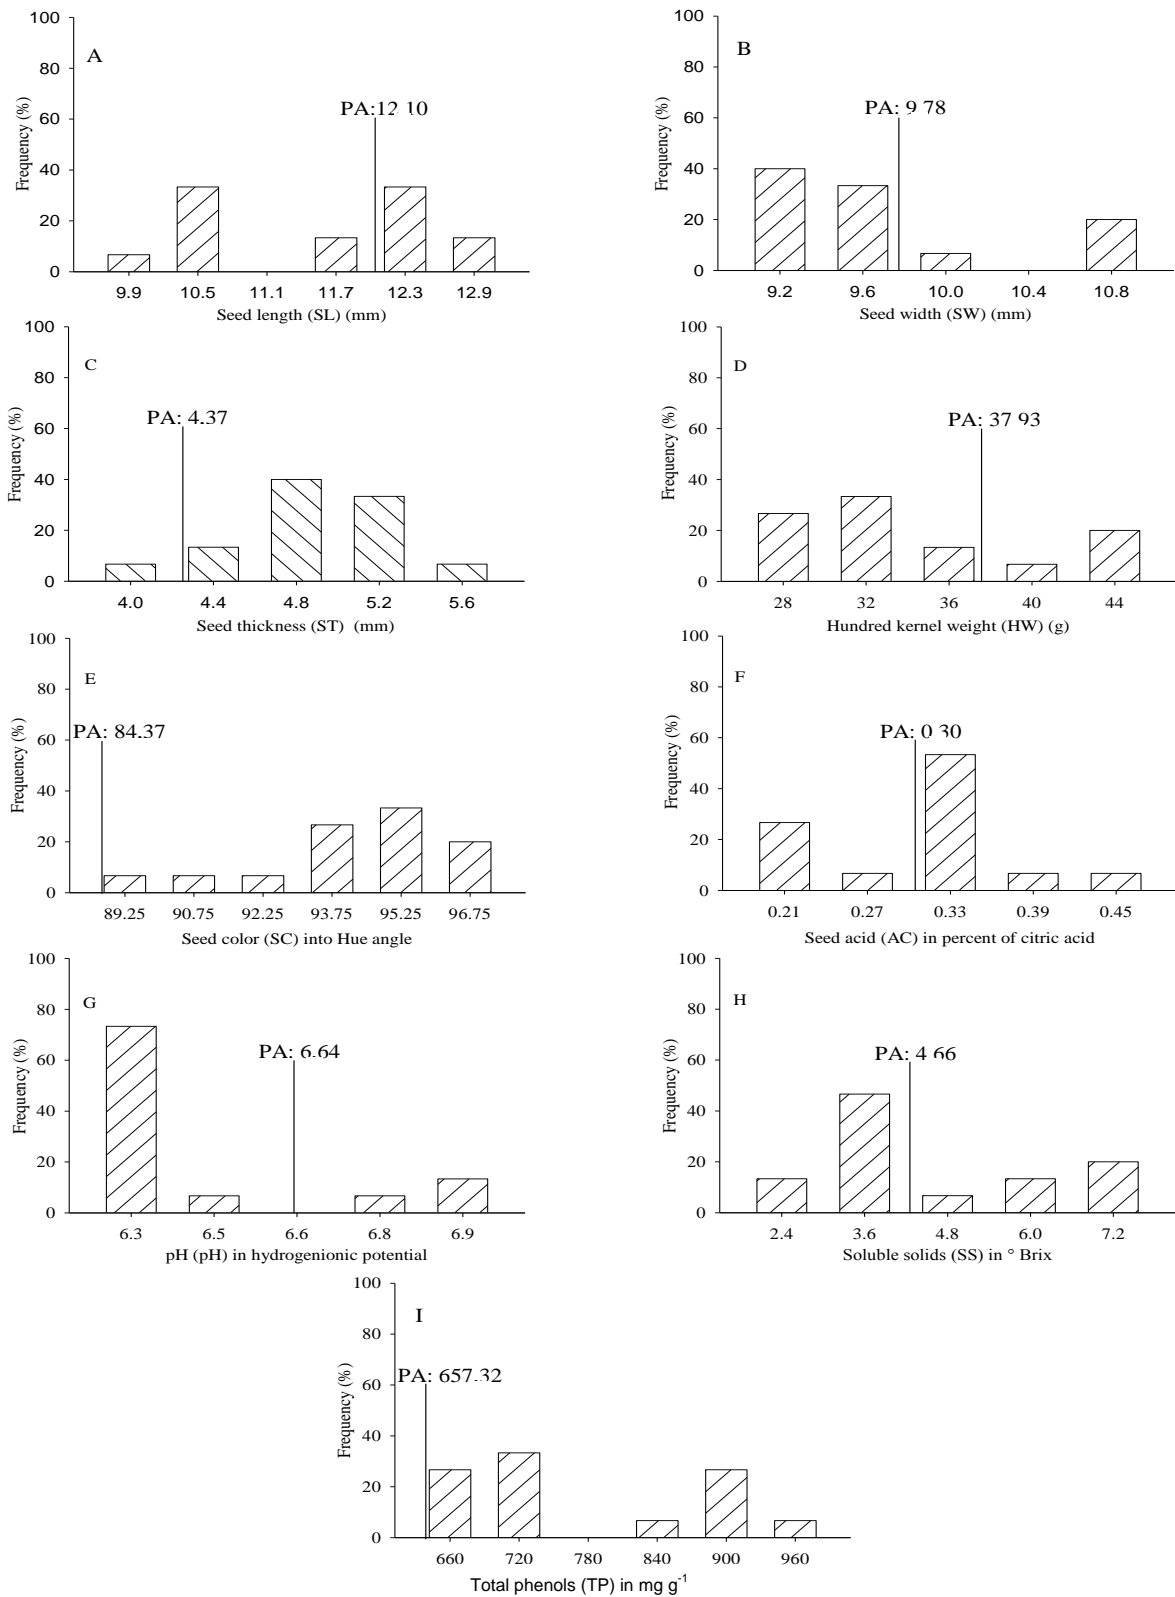 A
Frequency (%)
100
80
60
40
20
0
PA:12 10
9.9 10.5 11.1 11.7 12.3 12.9
Seed length (SL) (mm)
B
Frequency (%)
100
80
60
40
20
0
PA: 9 78
9.2 9.6 10.0 10.4 10.8
Seed width (SW) (mm)
C
Frequency (%)
100
80
60
40
20
0
PA: 4.37
4.0 4.4 4.8 5.2 5.6
Seed thickness (ST) (mm)
D
Frequency (%)
100
80
60
40
20
0
PA: 37 93
28 32 36 40 44
Hundred kernel weight (HW) (g)
E
Frequency (%)
100
80
60
40
20
0
PA: 84.37
89.25 90.75 92.25 93.75 95.25 96.75
Seed color (SC) into Hue angle
F
Frequency (%)
100
80
60
40
20
0
PA: 0 30
0.21 0.27 0.33 0.39 0.45
Seed acid (AC) in percent of citric acid
G
Frequency (%)
100
80
60
40
20
0
PA: 6.64
6.3 6.5 6.6 6.8 6.9
pH (pH) in hydrogenionic potential
H
Frequency (%)
100
80
60
40
20
0
PA: 4 66
2.4 3.6 4.8 6.0 7.2
Soluble solids (SS) in ° Brix
I
Frequency (%)
100
80
60
40
20
0
PA: 657.32
660 720 780 840 900 960
Total phenols (TP) in mg g⁻¹